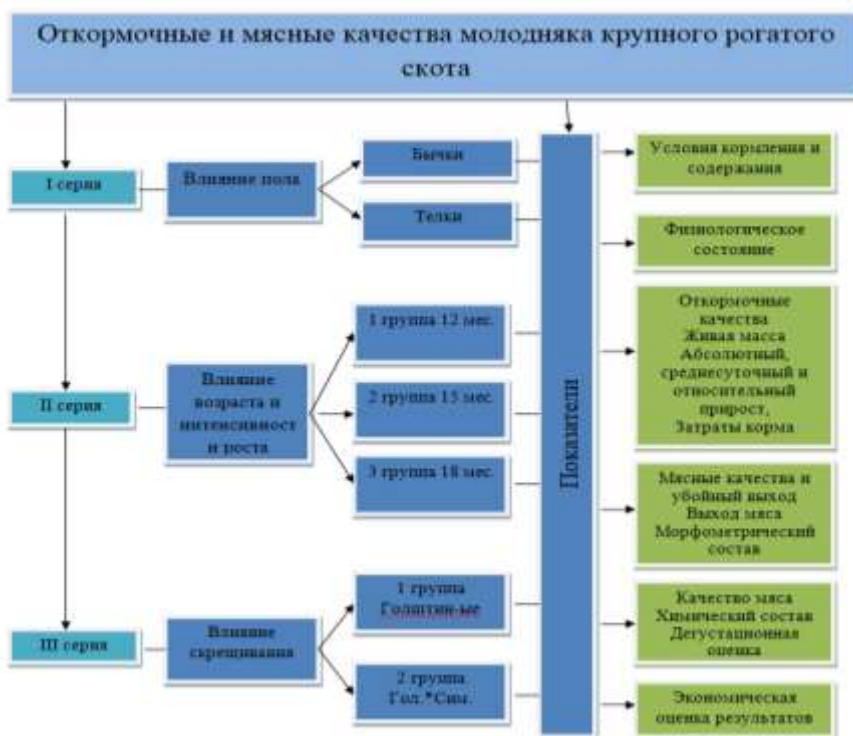 Откормочные и мясные качества молодняка крупного рогатого
скота
I серия
Влияние пола
Бычки
Телки
II серия
Влияние
возраста и
интенсивност
и роста
1 группа 12 мес.
2 группа 15 мес.
3 группа 18 мес.
III серия
Влияние
скрещивания
1 группа
Голштин-ые
2 группа
Гол.*Сим.
Показатели
Условия кормления и
содержания
Физиологическое
состояние
Откормочные
качества
Живая масса
Абсолютный,
среднесуточный и
относительный
прирост,
Затраты корма
Мясные качества и
убойный выход
Выход мяса
Морфометрический
состав
Качество мяса
Химический состав
Дегустационная
оценка
Экономическая
оценка результатов